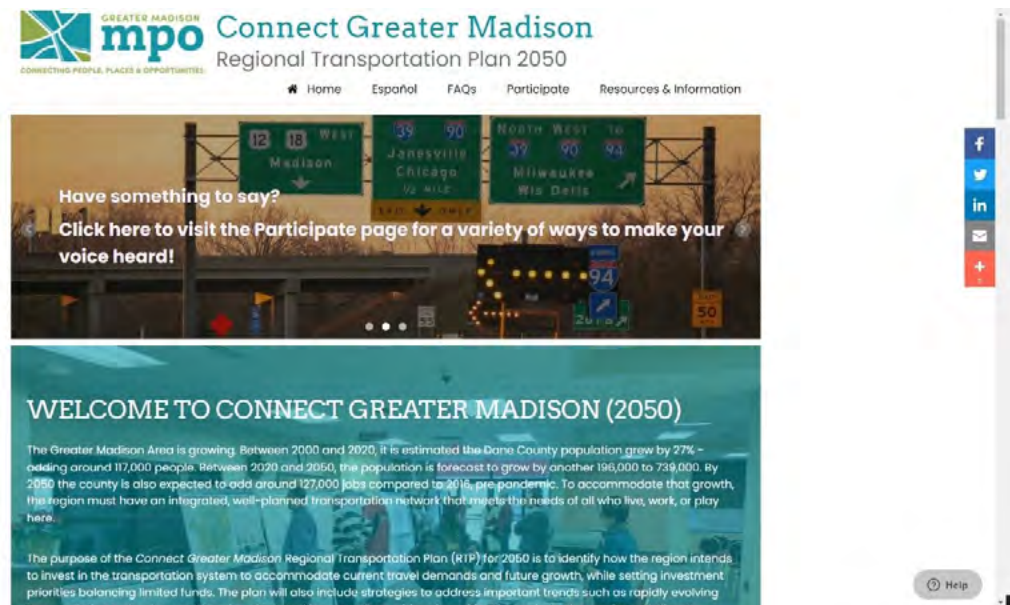 GREATER MADISON
mpo
CONNECTING PEOPLE, PLACES & OPPORTUNITIES
Connect Greater Madison
Regional Transportation Plan 2050
Home Español FAQs Participate Resources & Information
12 18 WEST
Madison
39 90
Janesville
Chicago
1/2 MILE
EXIT ONLY
NORTH WEST TO
39 90 94
Milwaukee
Wis Dells
Have something to say?
Click here to visit the Participate page for a variety of ways to make your
voice heard!
94
55
50
f
in
WELCOME TO CONNECT GREATER MADISON (2050)
The Greater Madison Area is growing. Between 2000 and 2020, it is estimated the Dane County population grew by 27% -
adding around 117,000 people. Between 2020 and 2050, the population is forecast to grow by another 196,000 to 739,000. By
2050 the county is also expected to add around 127,000 jobs compared to 2016, pre pandemic. To accommodate that growth,
the region must have an integrated, well-planned transportation network that meets the needs of all who live, work, or play
here.
The purpose of the Connect Greater Madison Regional Transportation Plan (RTP) for 2050 is to identify how the region intends
to invest in the transportation system to accommodate current travel demands and future growth, while setting investment
priorities balancing limited funds. The plan will also include strategies to address important trends such as rapidly evolving
Help